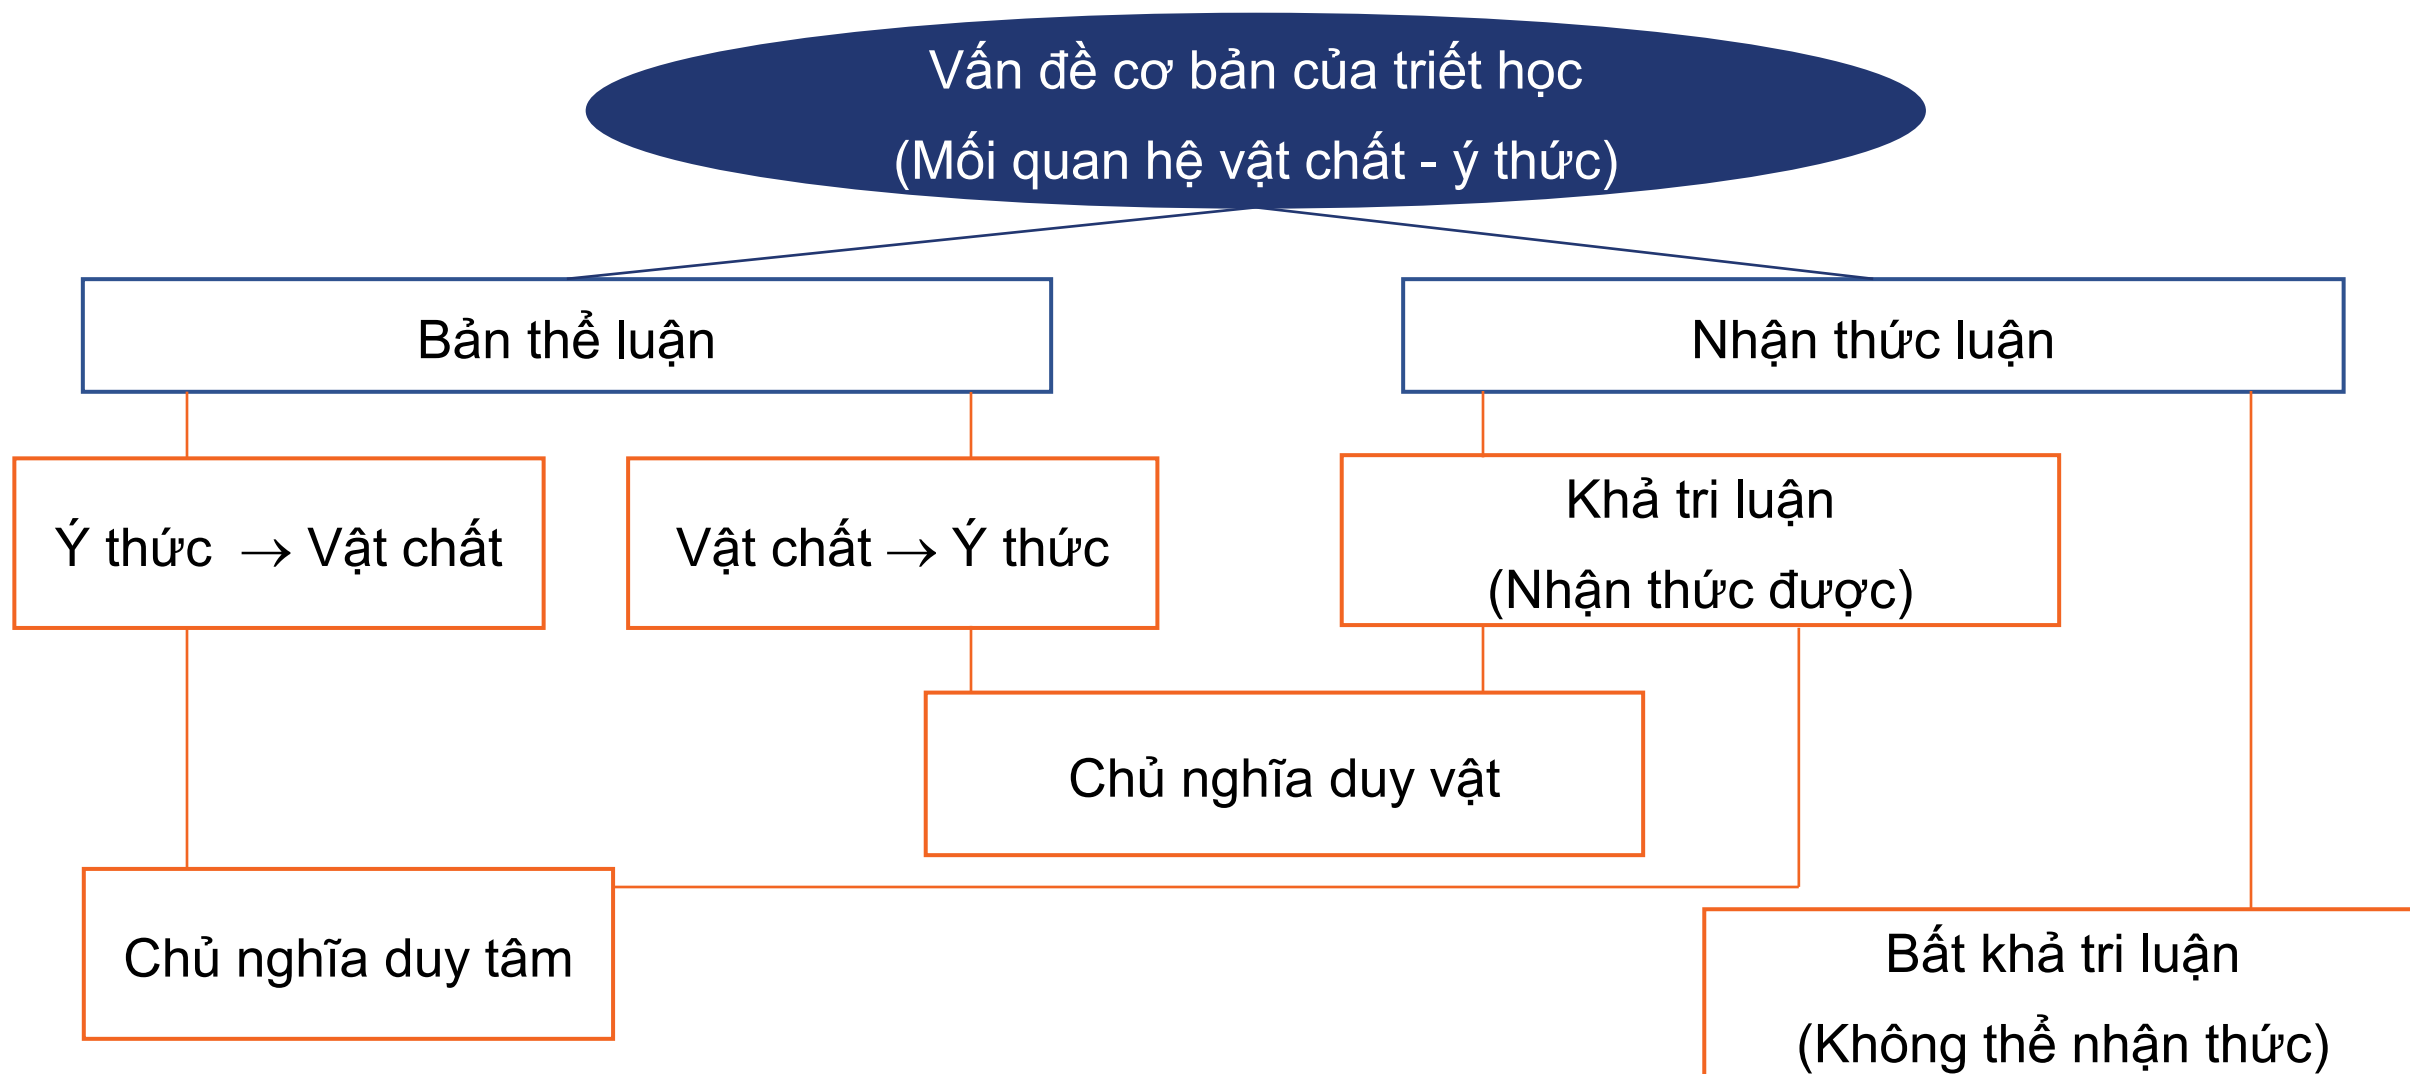 Vấn đề cơ bản của triết học
(Mối quan hệ vật chất - ý thức)
Bản thể luận
Nhận thức luận
Ý thức → Vật chất
Vật chất → Ý thức
Khả tri luận
(Nhận thức được)
Chủ nghĩa duy vật
Chủ nghĩa duy tâm
Bất khả tri luận
(Không thể nhận thức)